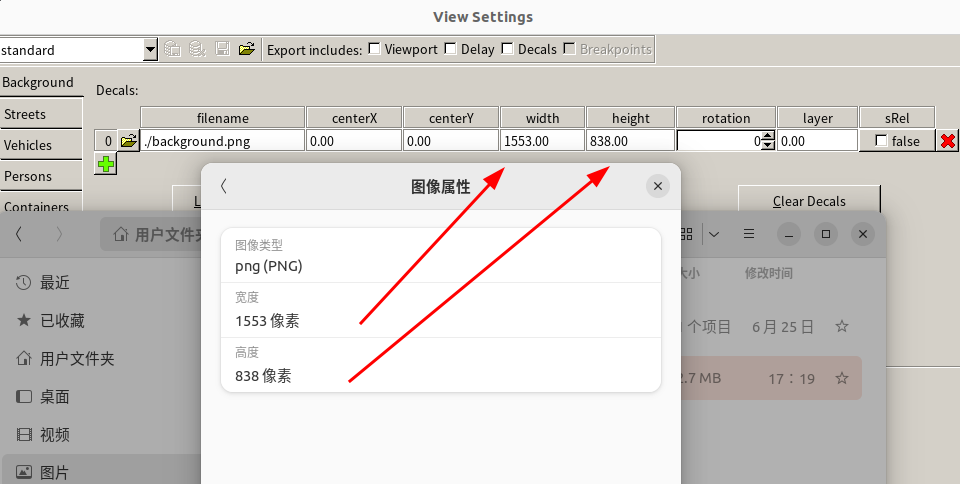 View Settings
standard Export includes: Viewport Delay Decals Breakpoints
Background
Decals:
filename centerX centerY width height rotation layer sRel
Streets
0 ./background.png 0.00 0.00 1553.00 838.00 0 0.00 false
Vehicles
Persons
Containers
L
Clear Decals
图像属性
用户文件夹
图像类型
png (PNG)
宽度
1553 像素
高度
838 像素
大小 修改时间
最近
个项目 6月25日
已收藏
用户文件夹
2.7 MB 17：19
桌面
视频
图片